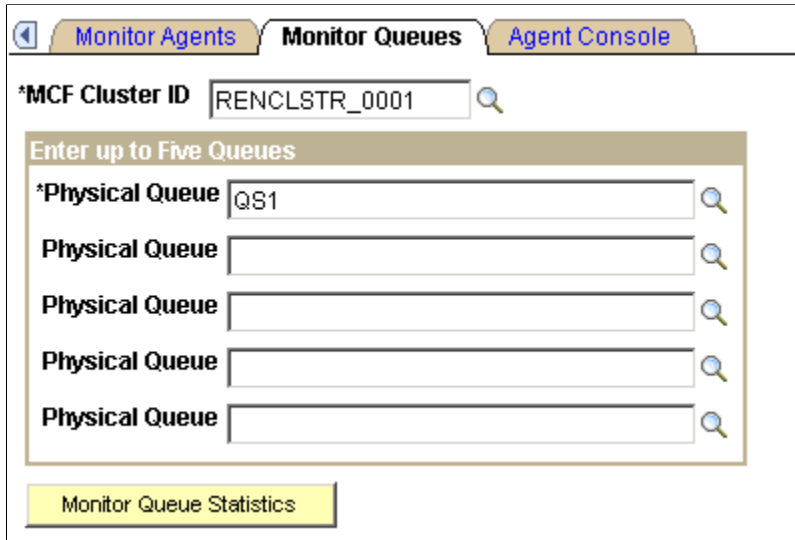 Monitor Agents Monitor Queues Agent Console
*MCF Cluster ID RENCLSTR_0001
Enter up to Five Queues
*Physical Queue QS1
Physical Queue
Physical Queue
Physical Queue
Physical Queue
Monitor Queue Statistics